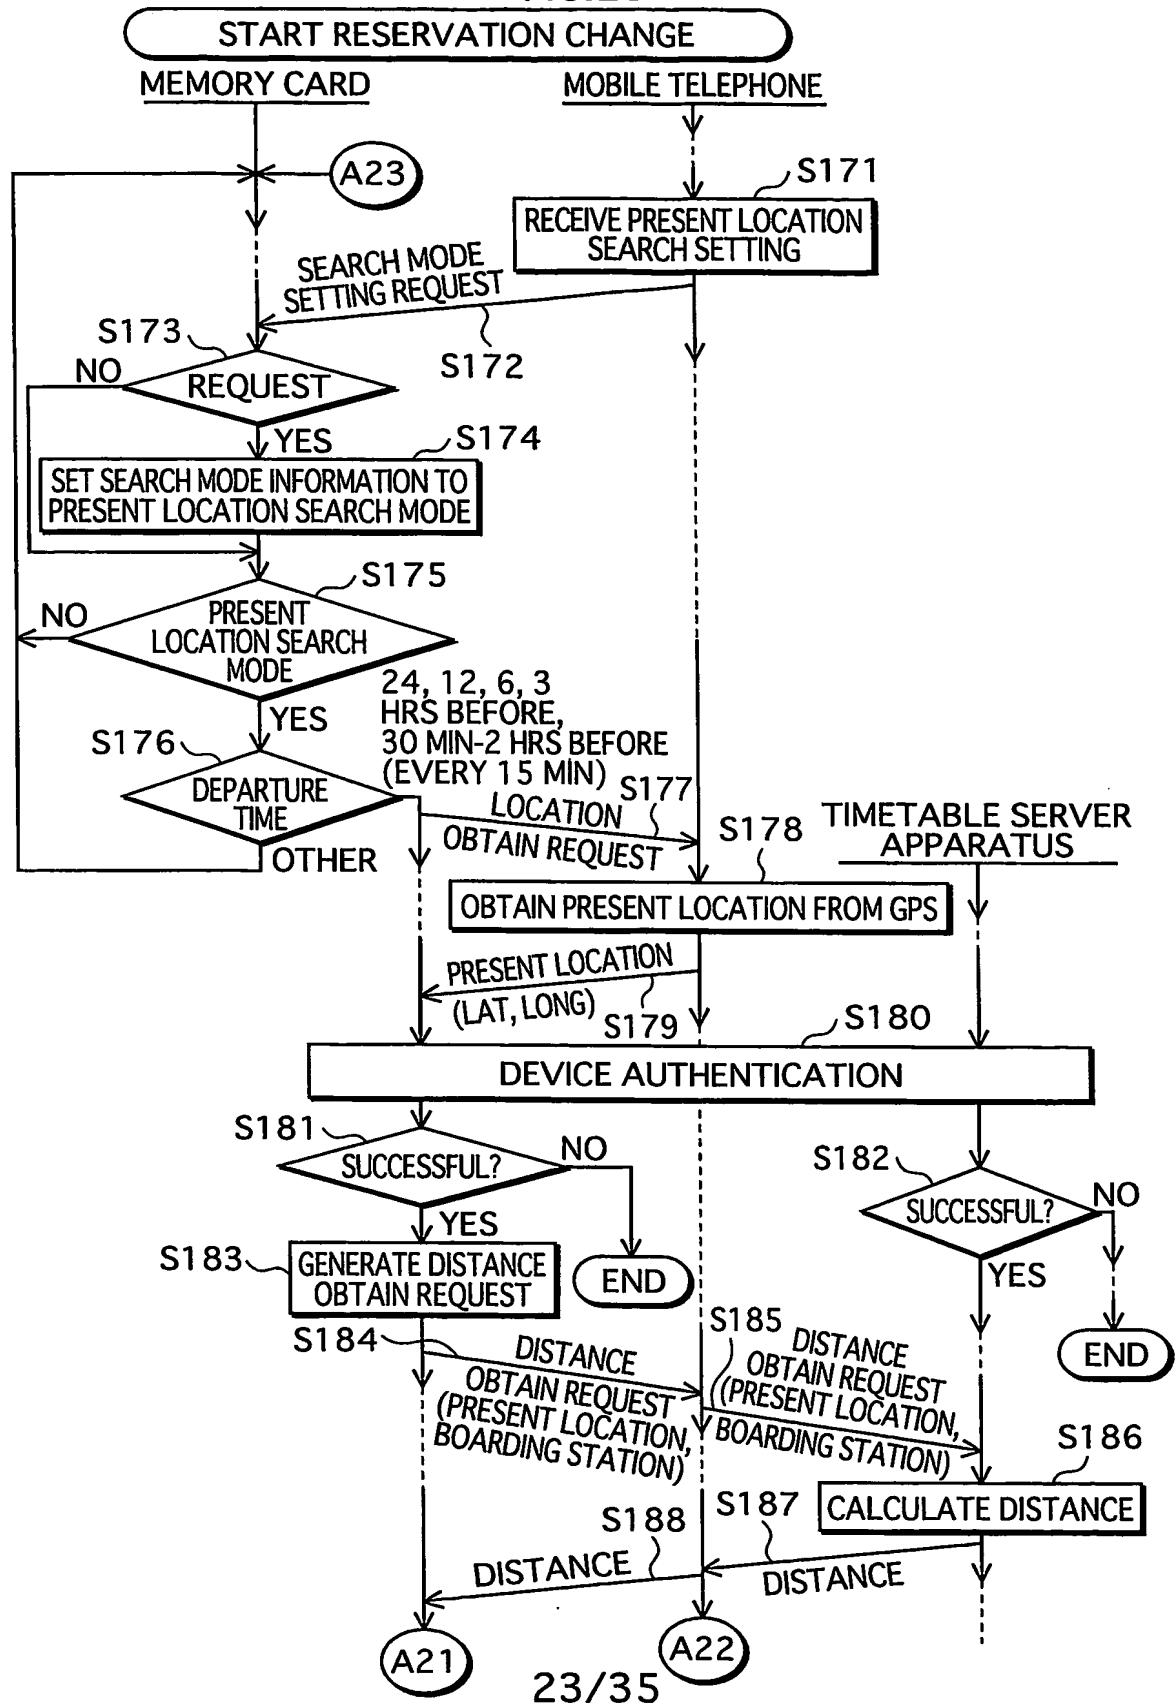 START RESERVATION CHANGE
MEMORY CARD
MOBILE TELEPHONE
A23
S171
RECEIVE PRESENT LOCATION
SEARCH SETTING
SEARCH MODE
SETTING REQUEST
S172
S173
NO
REQUEST
YES
S174
SET SEARCH MODE INFORMATION TO
PRESENT LOCATION SEARCH MODE
S175
NO
PRESENT
LOCATION SEARCH
MODE
YES
24, 12, 6, 3
HRS BEFORE,
30 MIN-2 HRS BEFORE
(EVERY 15 MIN)
S176
DEPARTURE
TIME
OTHER
S177
LOCATION
OBTAIN REQUEST
S178
TIMETABLE SERVER
APPARATUS
OBTAIN PRESENT LOCATION FROM GPS
PRESENT LOCATION
(LAT, LONG)
S179
S180
DEVICE AUTHENTICATION
S181
SUCCESSFUL?
NO
YES
S182
SUCCESSFUL?
NO
YES
S183
GENERATE DISTANCE
OBTAIN REQUEST
END
END
S184
DISTANCE
OBTAIN REQUEST
(PRESENT LOCATION,
BOARDING STATION)
S185
DISTANCE
OBTAIN REQUEST
(PRESENT LOCATION,
BOARDING STATION)
S186
CALCULATE DISTANCE
S187
DISTANCE
S188
DISTANCE
A21
A22
23/35